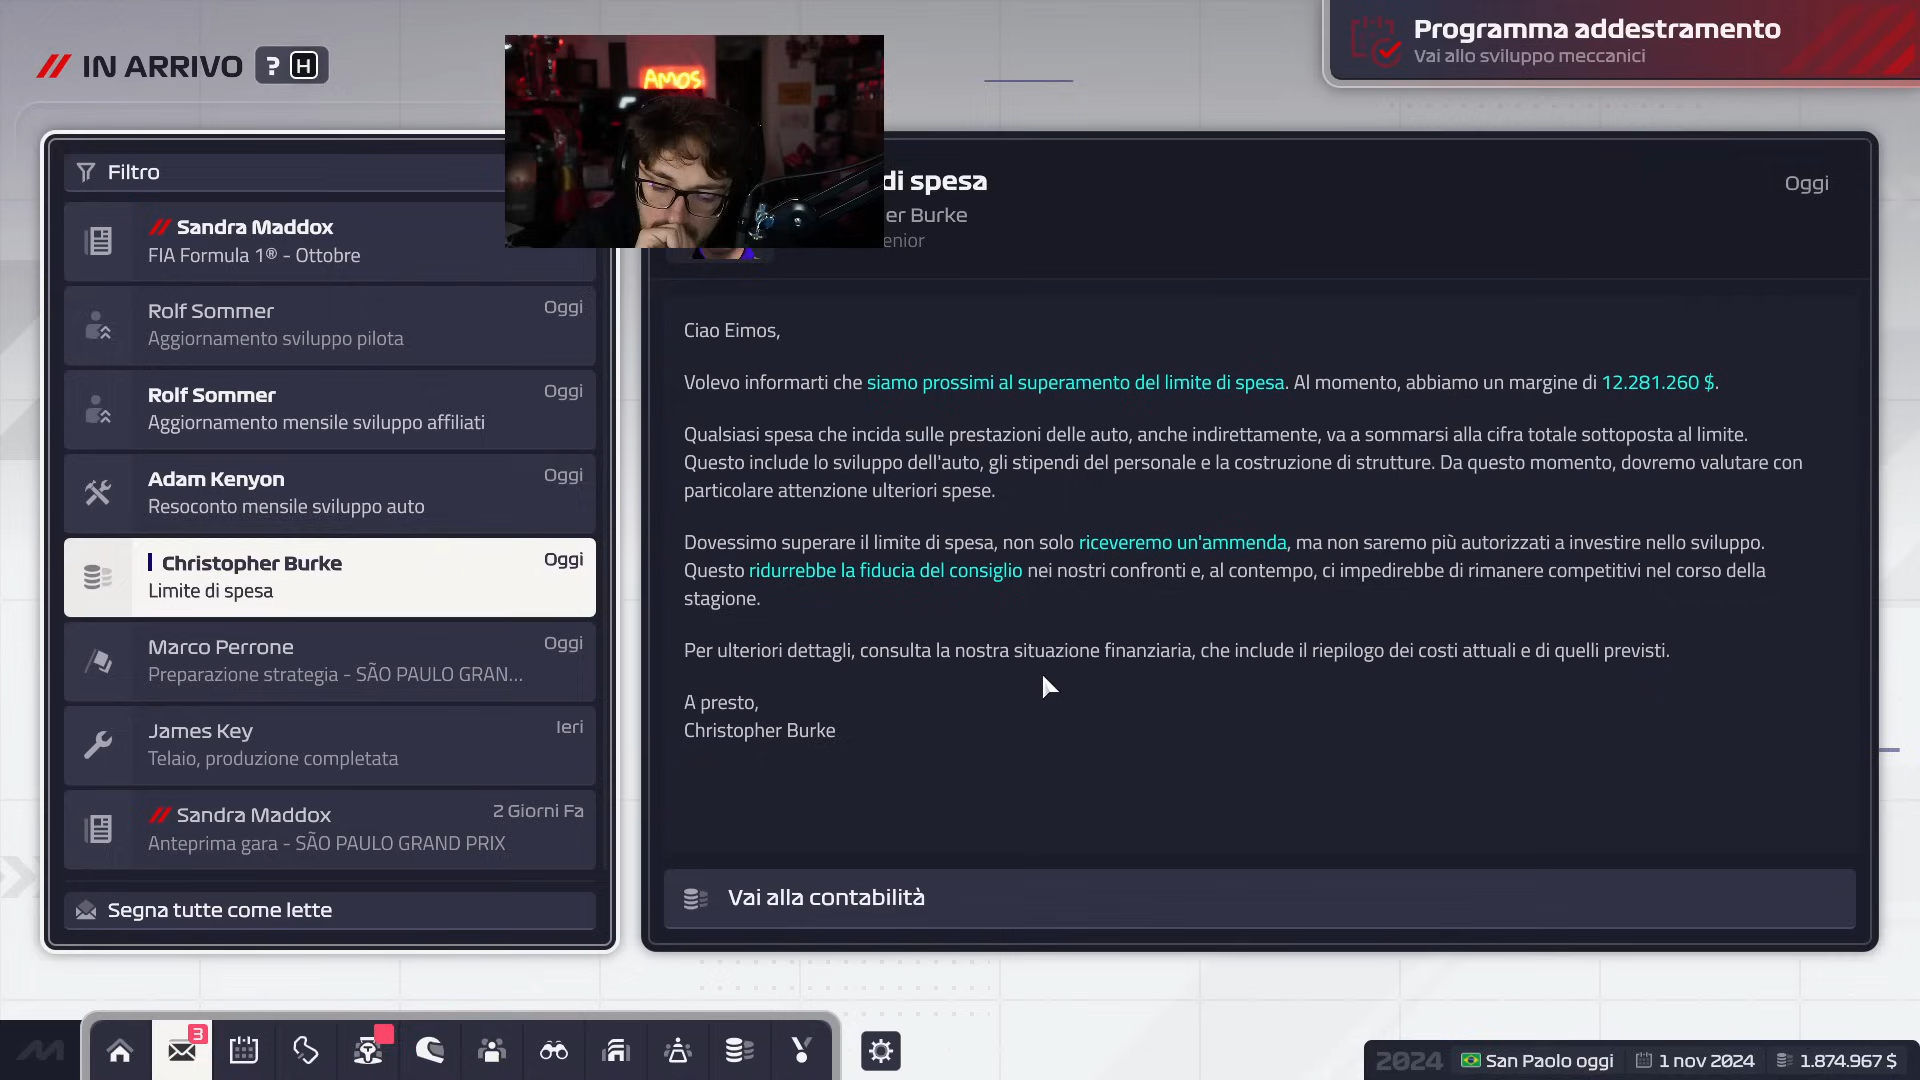 IN ARRIVO
? H
AMOS
Programma addestramento
Vai allo sviluppo meccanici
Filtro
Sandra Maddox
FIA Formula 1® - Ottobre
Rolf Sommer
Oggi
Aggiornamento sviluppo pilota
Rolf Sommer
Oggi
Aggiornamento mensile sviluppo affiliati
Adam Kenyon
Oggi
Resoconto mensile sviluppo auto
Christopher Burke
Oggi
Limite di spesa
Marco Perrone
Oggi
Preparazione strategia - SÃO PAULO GRAN...
James Key
Ieri
Telaio, produzione completata
Sandra Maddox
2 Giorni Fa
Anteprima gara - SÃO PAULO GRAND PRIX
Segna tutte come lette
di spesa
Oggi
er Burke
enior
Ciao Eimos,
Volevo informarti che siamo prossimi al superamento del limite di spesa. Al momento, abbiamo un margine di 12.281.260 $.
Qualsiasi spesa che incida sulle prestazioni delle auto, anche indirettamente, va a sommarsi alla cifra totale sottoposta al limite.
Questo include lo sviluppo dell'auto, gli stipendi del personale e la costruzione di strutture. Da questo momento, dovremo valutare con
particolare attenzione ulteriori spese.
Dovessimo superare il limite di spesa, non solo riceveremo un'ammenda, ma non saremo più autorizzati a investire nello sviluppo.
Questo ridurrebbe la fiducia del consiglio nei nostri confronti e, al contempo, ci impedirebbe di rimanere competitivi nel corso della
stagione.
Per ulteriori dettagli, consulta la nostra situazione finanziaria, che include il riepilogo dei costi attuali e di quelli previsti.
A presto,
Christopher Burke
Vai alla contabilità
3
2024
San Paolo oggi
1 nov 2024
1.874.967 $